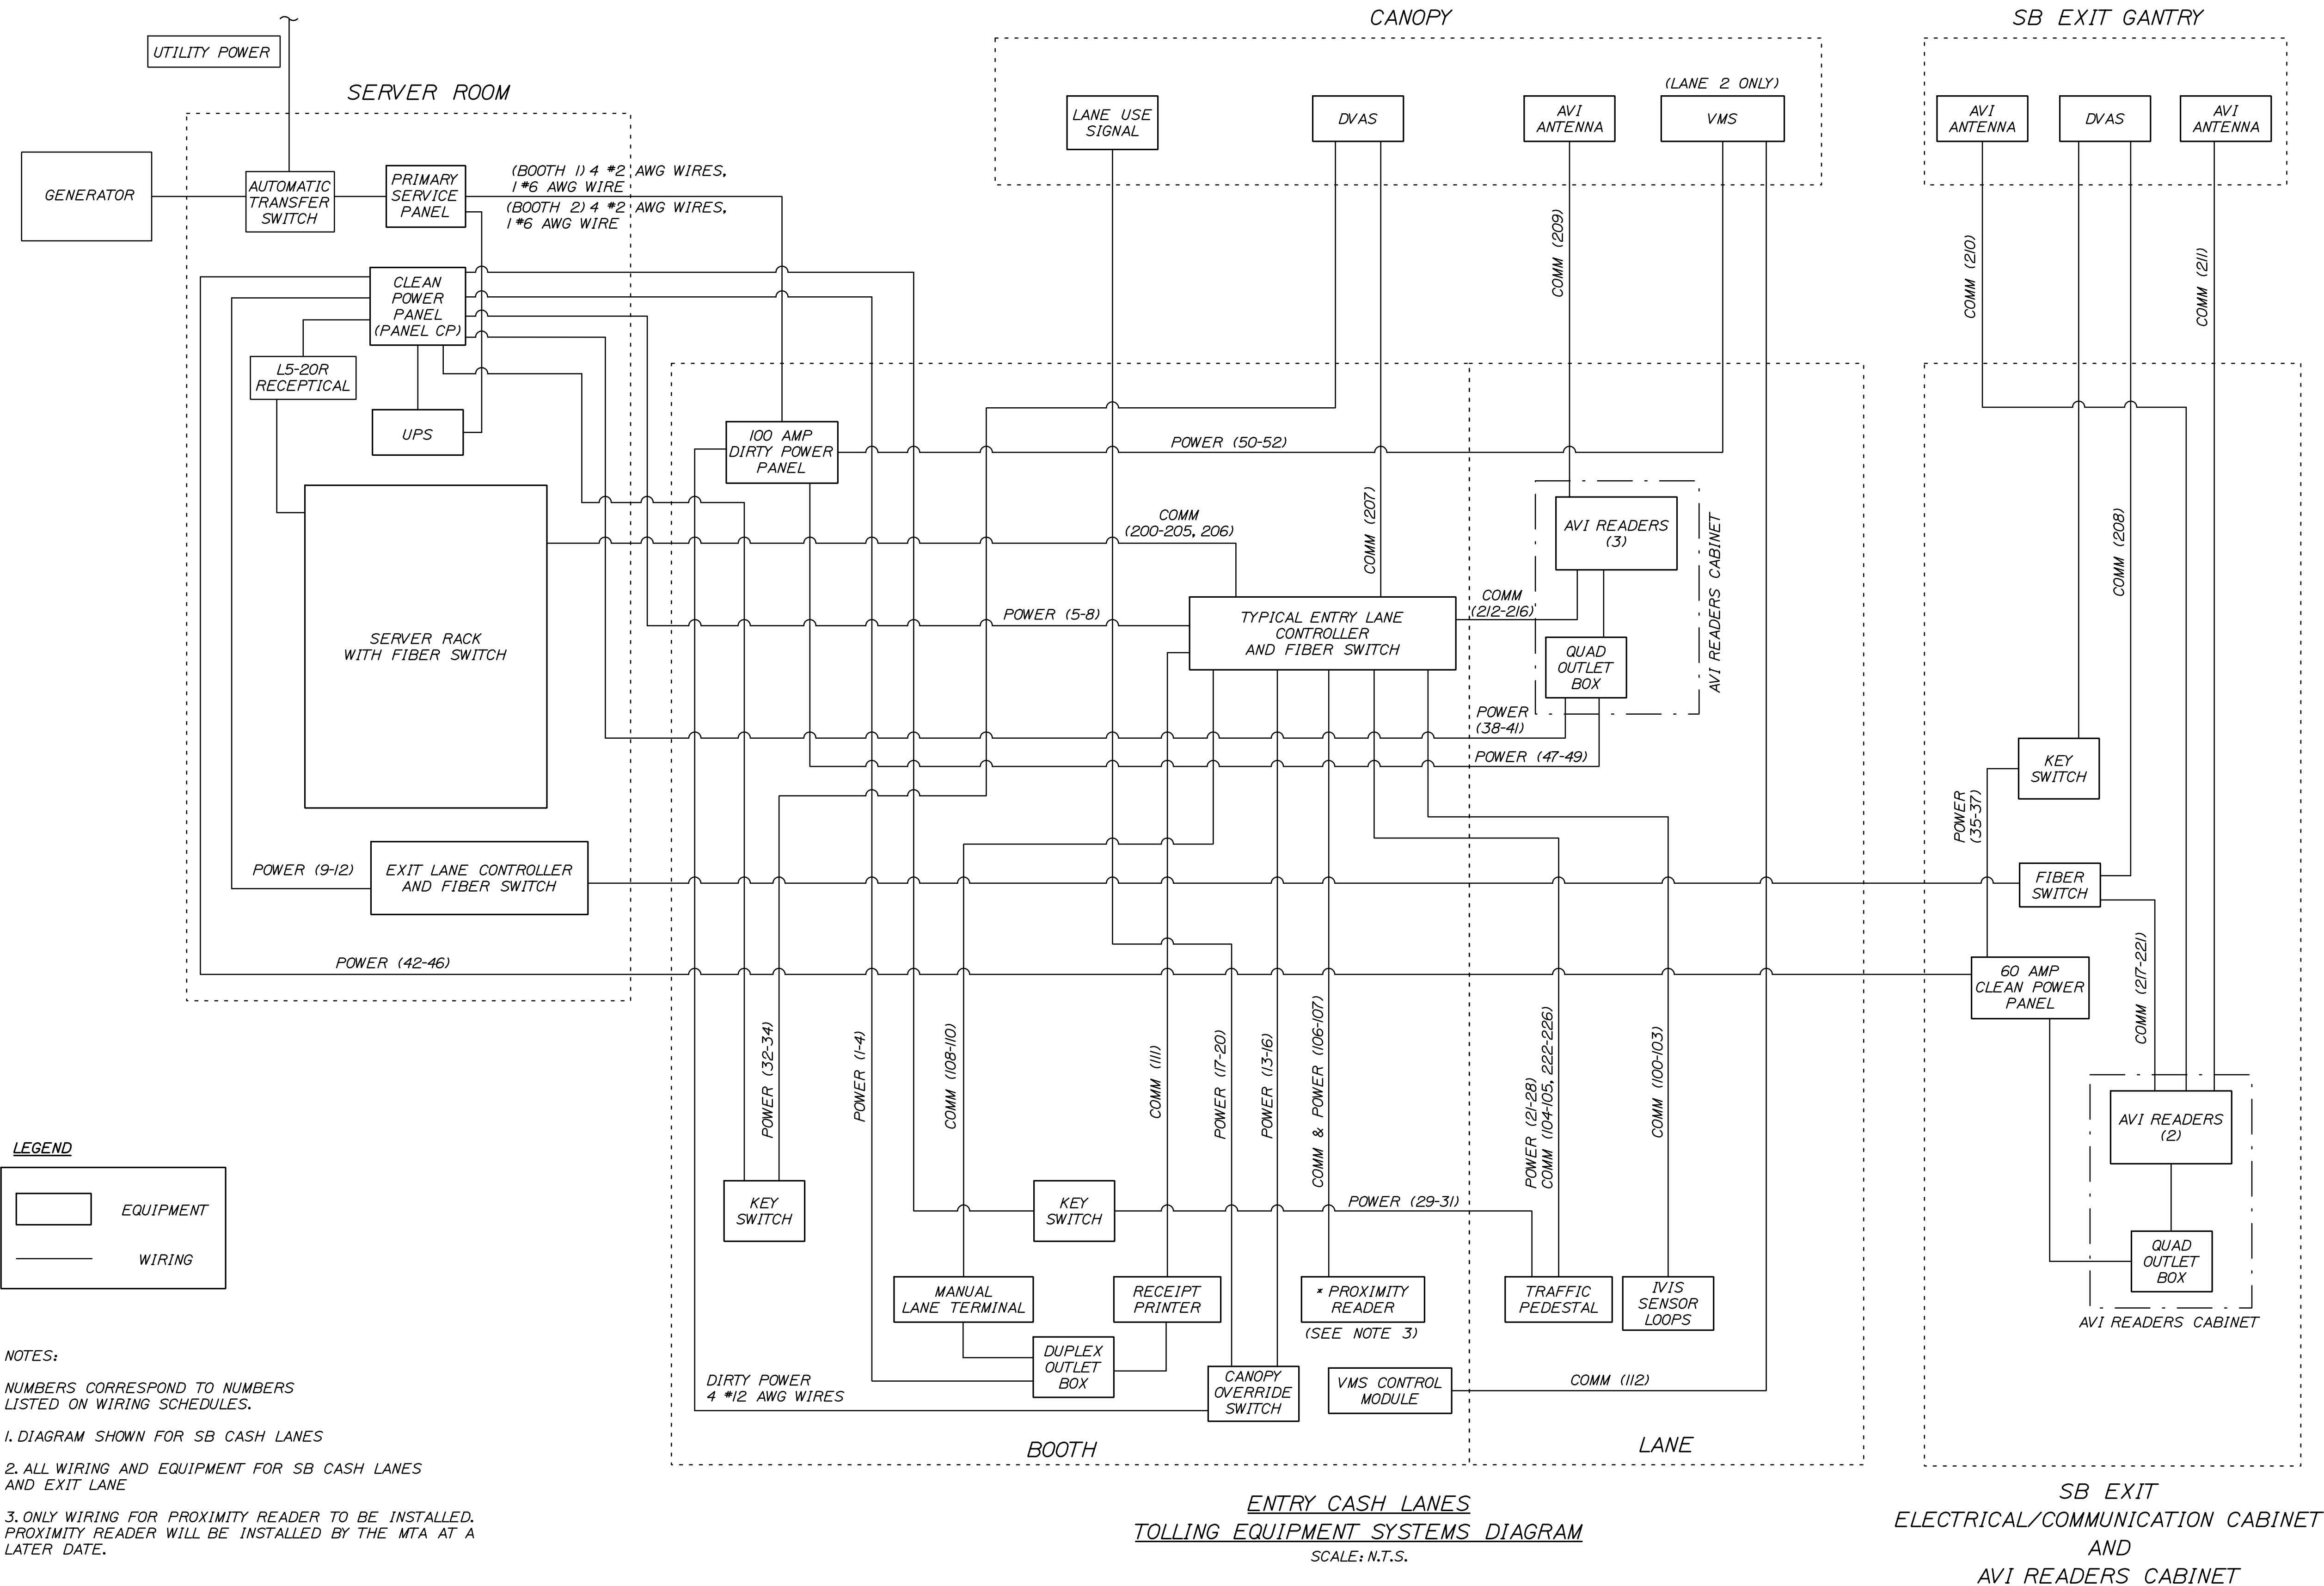 CANOPY
SB EXIT GANTRY
UTILITY POWER
SERVER ROOM
(LANE 2 ONLY)
LANE USE
SIGNAL
DVAS
AVI
ANTENNA
VMS
AVI
ANTENNA
DVAS
AVI
ANTENNA
GENERATOR
AUTOMATIC
TRANSFER
SWITCH
PRIMARY
SERVICE
PANEL
(BOOTH 1) 4 #2 AWG WIRES,
1 #6 AWG WIRE
(BOOTH 2) 4 #2 AWG WIRES,
1 #6 AWG WIRE
COMM (209)
COMM (210)
COMM (211)
CLEAN
POWER
PANEL
(PANEL CP)
L5-20R
RECEPTICAL
UPS
100 AMP
DIRTY POWER
PANEL
POWER (50-52)
COMM
(200-205, 206)
COMM (207)
AVI READERS
(3)
AVI READERS CABINET
COMM (208)
SERVER RACK
WITH FIBER SWITCH
POWER (5-8)
TYPICAL ENTRY LANE
CONTROLLER
AND FIBER SWITCH
COMM
(212-216)
QUAD
OUTLET
BOX
POWER
(38-41)
POWER (47-49)
KEY
SWITCH
POWER
(35-37)
POWER (9-12)
EXIT LANE CONTROLLER
AND FIBER SWITCH
FIBER
SWITCH
POWER (42-46)
60 AMP
CLEAN POWER
PANEL
COMM (217-221)
POWER (32-34)
POWER (1-4)
COMM (108-110)
COMM (111)
POWER (17-20)
POWER (13-16)
COMM & POWER (106-107)
POWER (21-28)
COMM (104-105, 222-226)
COMM (100-103)
AVI READERS
(2)
LEGEND
EQUIPMENT
WIRING
KEY
SWITCH
KEY
SWITCH
POWER (29-31)
QUAD
OUTLET
BOX
AVI READERS CABINET
MANUAL
LANE TERMINAL
RECEIPT
PRINTER
* PROXIMITY
READER
(SEE NOTE 3)
TRAFFIC
PEDESTAL
IVIS
SENSOR
LOOPS
DUPLEX
OUTLET
BOX
DIRTY POWER
4 #12 AWG WIRES
CANOPY
OVERRIDE
SWITCH
VMS CONTROL
MODULE
COMM (112)
BOOTH
LANE
NOTES:
NUMBERS CORRESPOND TO NUMBERS
LISTED ON WIRING SCHEDULES.
1. DIAGRAM SHOWN FOR SB CASH LANES
2. ALL WIRING AND EQUIPMENT FOR SB CASH LANES
AND EXIT LANE
3. ONLY WIRING FOR PROXIMITY READER TO BE INSTALLED.
PROXIMITY READER WILL BE INSTALLED BY THE MTA AT A
LATER DATE.
ENTRY CASH LANES
TOLLING EQUIPMENT SYSTEMS DIAGRAM
SCALE: N.T.S.
SB EXIT
ELECTRICAL/COMMUNICATION CABINET
AND
AVI READERS CABINET